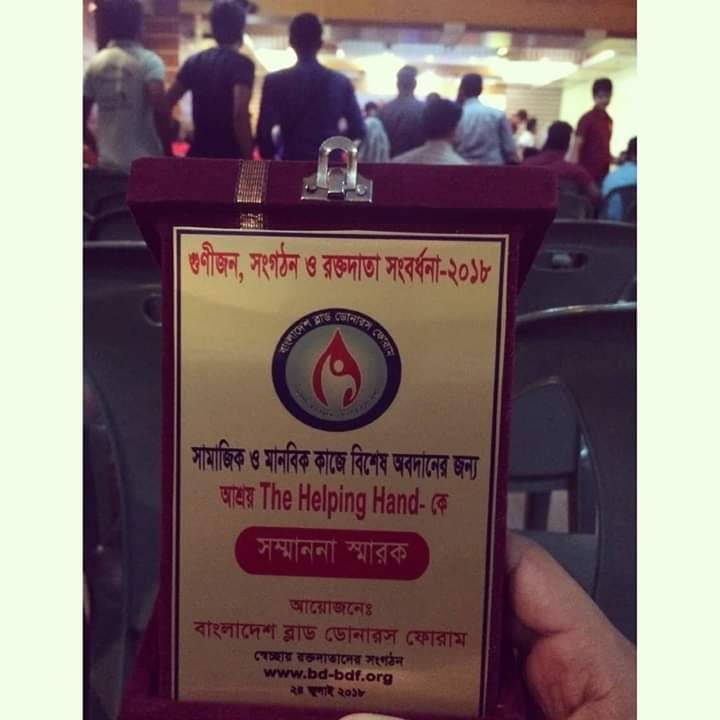 গুণীজন, সংগঠন ও রক্তদাতা সংবর্ধনা-২০১৮
বাংলাদেশ ব্লাড ডোনারস ফোরাম
সামাজিক ও মানবিক কাজে বিশেষ অবদানের জন্য
আশ্রয় The Helping Hand- কে
সম্মাননা স্মারক
আয়োজনেঃ
বাংলাদেশ ব্লাড ডোনারস ফোরাম
স্বেচ্ছায় রক্তদাতাদের সংগঠন
www.bd-bdf.org
২৪ জুলাই ২০১৮